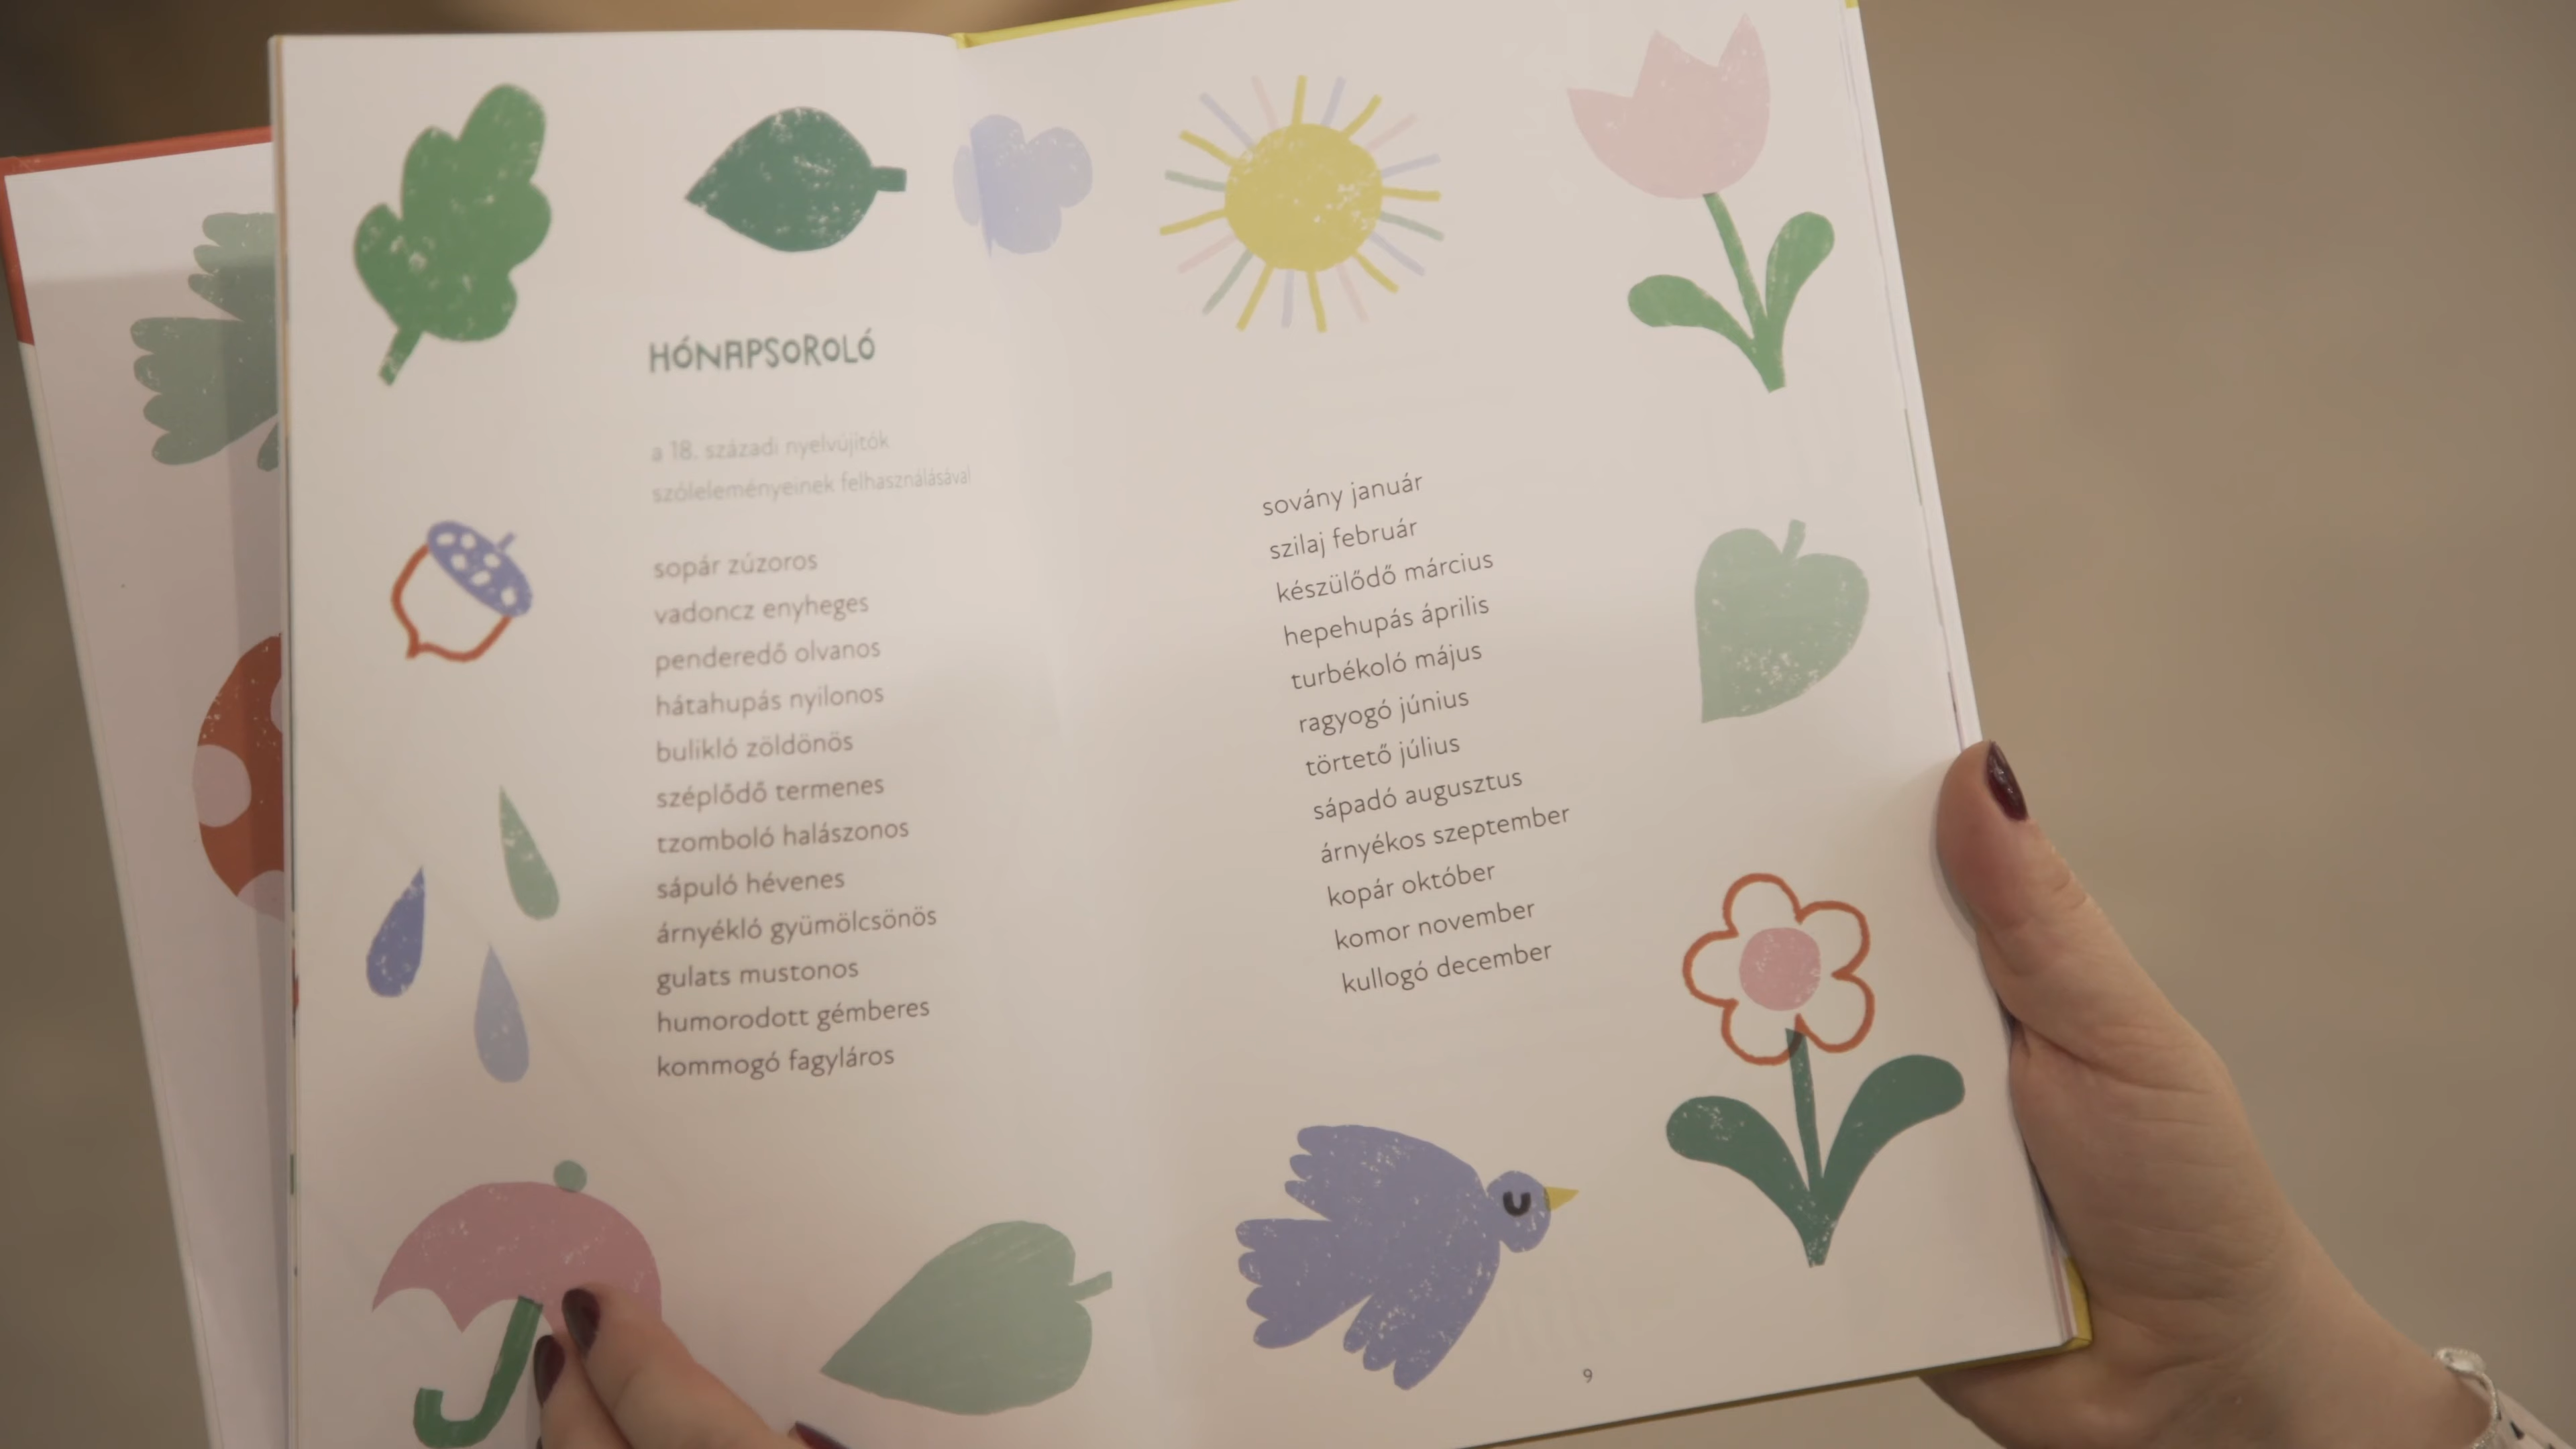 HÓNAPSOROLÓ
a 18. századi nyelvújítók
szóleleményeinek felhasználásával
sopár zúzoros
vadoncz enyheges
penderedő olvanos
hátahupás nyilonos
bulikló zöldönös
széplődő termenes
tzomboló halászonos
sápuló hévenes
árnyékló gyümölcsönös
gulats mustonos
humorodott gémberes
kommogó fagyláros
sovány január
szilaj február
készülődő március
hepehupás április
turbékoló május
ragyogó június
törtető július
sápadó augusztus
árnyékos szeptember
kopár október
komor november
kullogó december
9